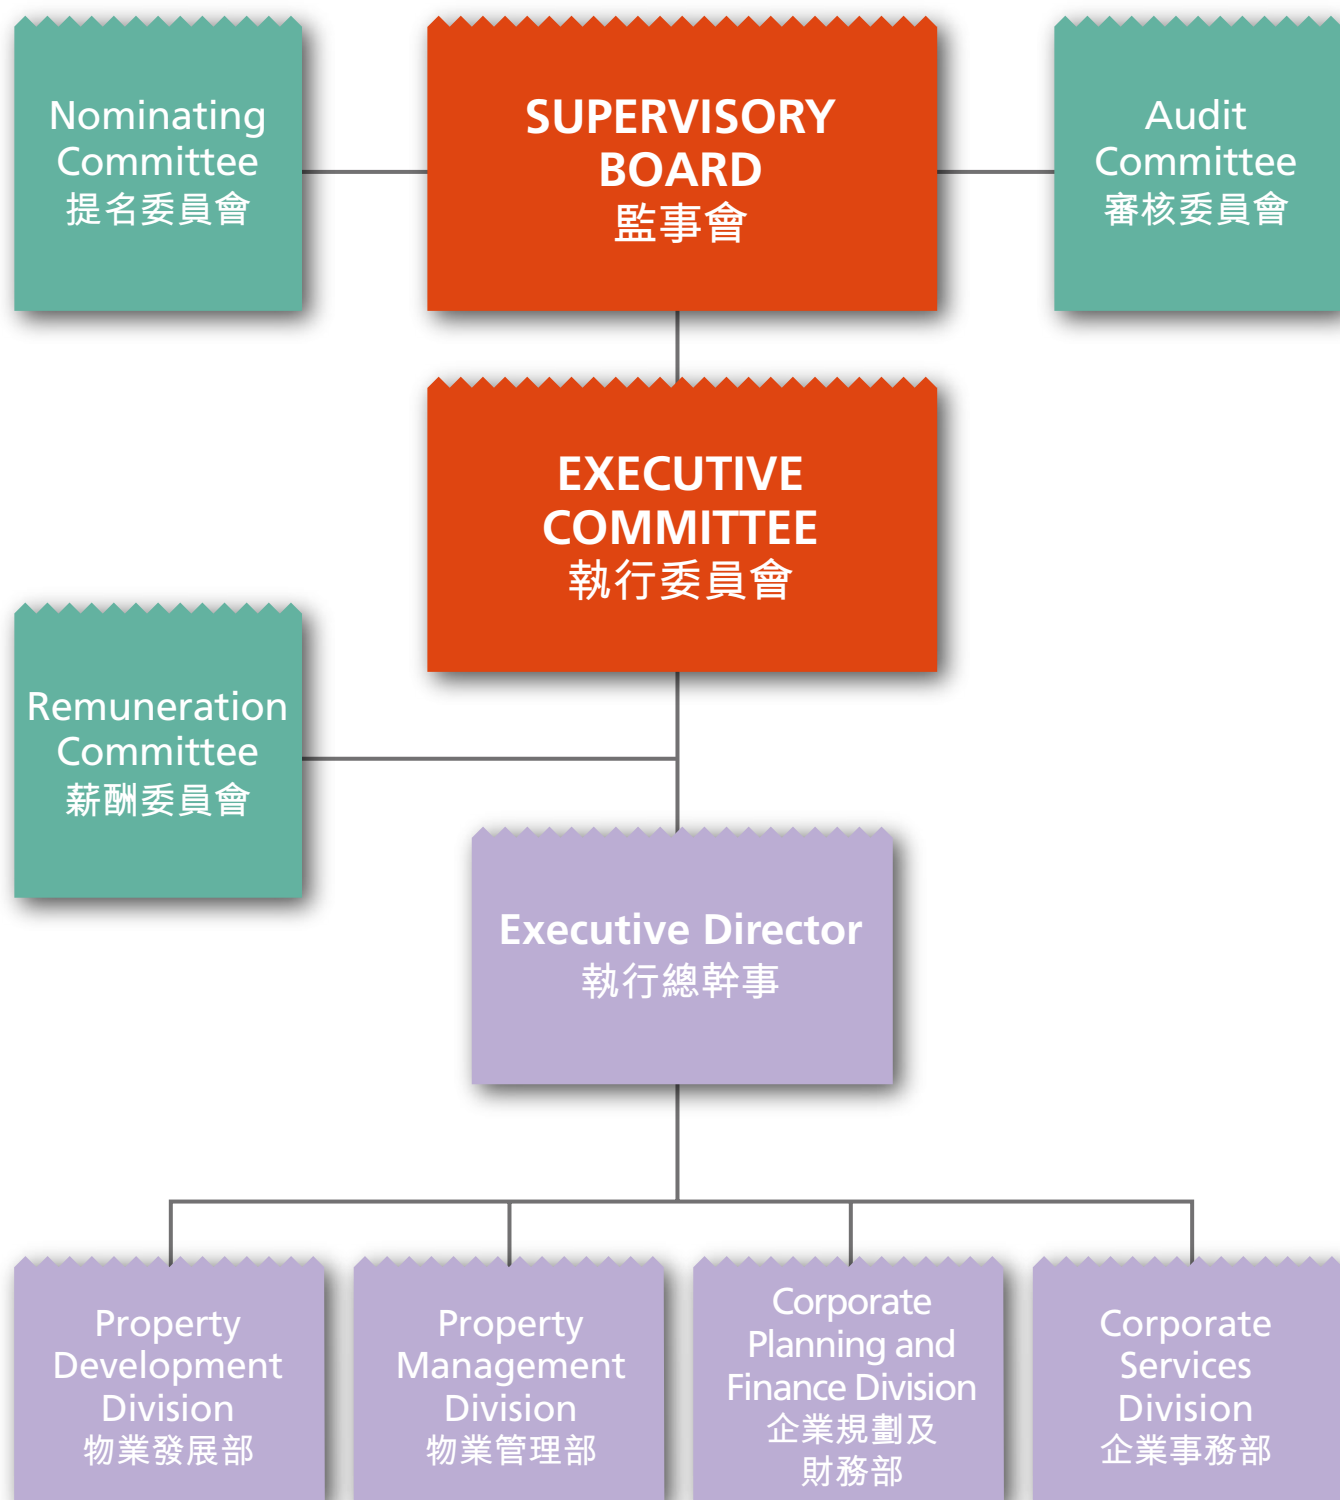 Nominating
Committee
提名委員會
SUPERVISORY
BOARD
監事會
Audit
Committee
審核委員會
EXECUTIVE
COMMITTEE
執行委員會
Remuneration
Committee
薪酬委員會
Executive Director
執行總幹事
Property
Development
Division
物業發展部
Property
Management
Division
物業管理部
Corporate
Planning and
Finance Division
企業規劃及
財務部
Corporate
Services
Division
企業事務部